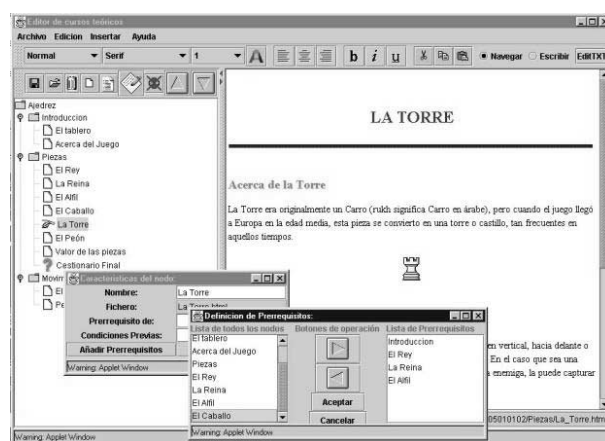 Editor de cursos teóricos
Archivo Edicion Insertar Ayuda
Normal Serif 1 A b i u Navegar Escribir EditTXT
Ajedrez
Introduccion
El tablero
Acerca del Juego
Piezas
El Rey
La Reina
El Alfil
El Caballo
La Torre
El Peón
Valor de las piezas
Cestionario Final
Movim
El
Pe
LA TORRE
Acerca de la Torre
La Torre era originalmente un Carro (rukh significa Carro en árabe), pero cuando el juego llegó
a Europa en la edad media, esta pieza se convierto en una torre o castillo, tan frecuentes en
aquellos tiempos.
en vertical, hacia delante o
En el caso que sea una
a enemiga, la puede capturar
05010102/Piezas/La_Torre.htm
Caracteristicas del nodo:
Nombre: La Torre
Fichero: La Torre.html
Prerrequisito de:
Condiciones Previas:
Añadir Prerrequisitos
Warning: Applet Window
Definicion de Prerrequisitos:
Lista de todos los nodos Botones de operación Lista de Prerrequisitos
El tablero
Acerca del Juego
Piezas
El Rey
La Reina
El Alfil
El Caballo
Aceptar
Cancelar
Introduccion
El Rey
La Reina
El Alfil
Warning: Applet Window
Warning: Applet Window